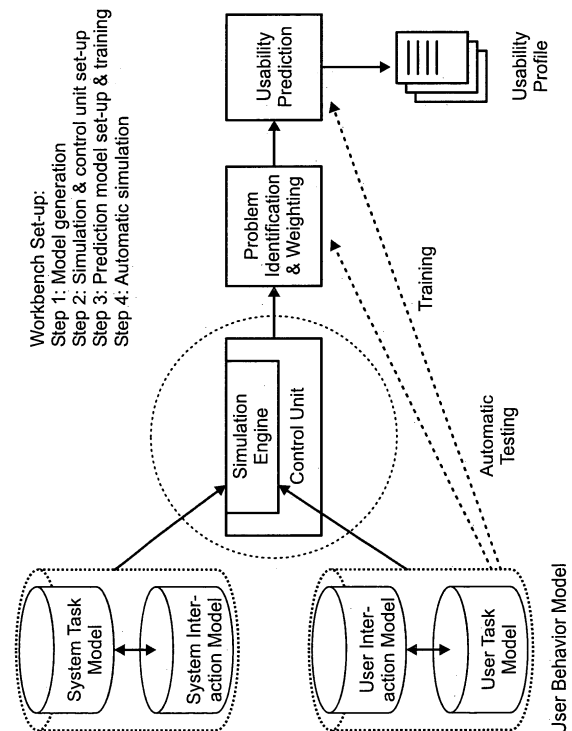 Workbench Set-up:
Step 1: Model generation
Step 2: Simulation & control unit set-up
Step 3: Prediction model set-up & training
Step 4: Automatic simulation
System Task
Model
System Inter-
action Model
User Inter-
action Model
User Task
Model
User Behavior Model
Simulation
Engine
Control Unit
Problem
Identification
& Weighting
Usability
Prediction
Usability
Profile
Training
Automatic
Testing